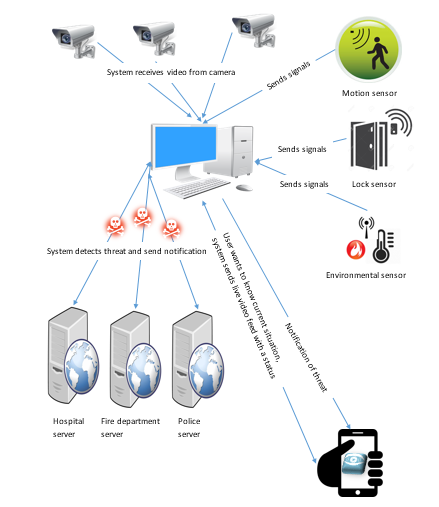 System receives video from camera
Sends signals
Motion sensor
Sends signals
Lock sensor
Sends signals
Environmental sensor
System detects threat and send notification
User wants to know current situation,
system sends live video feed with a status
Notification of threat
Hospital
server
Fire department
server
Police
server